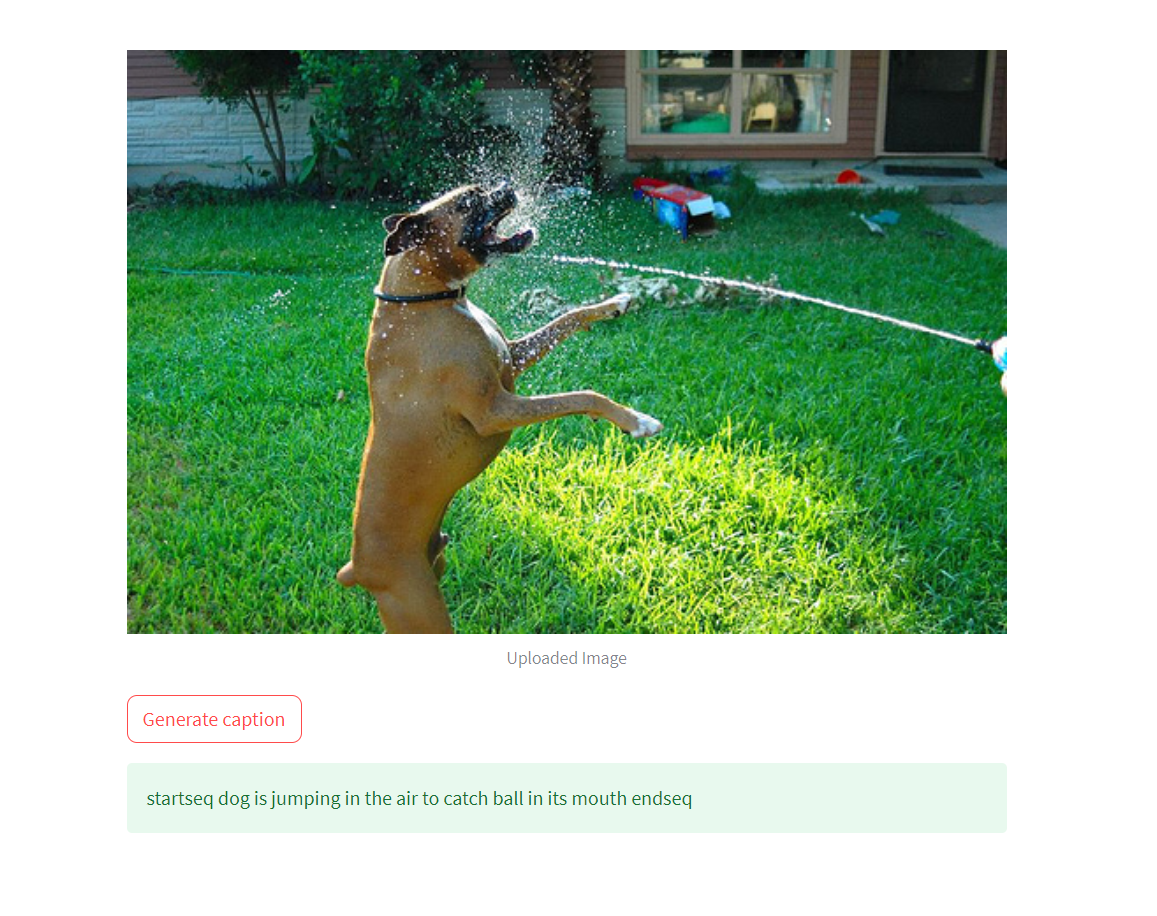 Uploaded Image
Generate caption
startseq dog is jumping in the air to catch ball in its mouth endseq